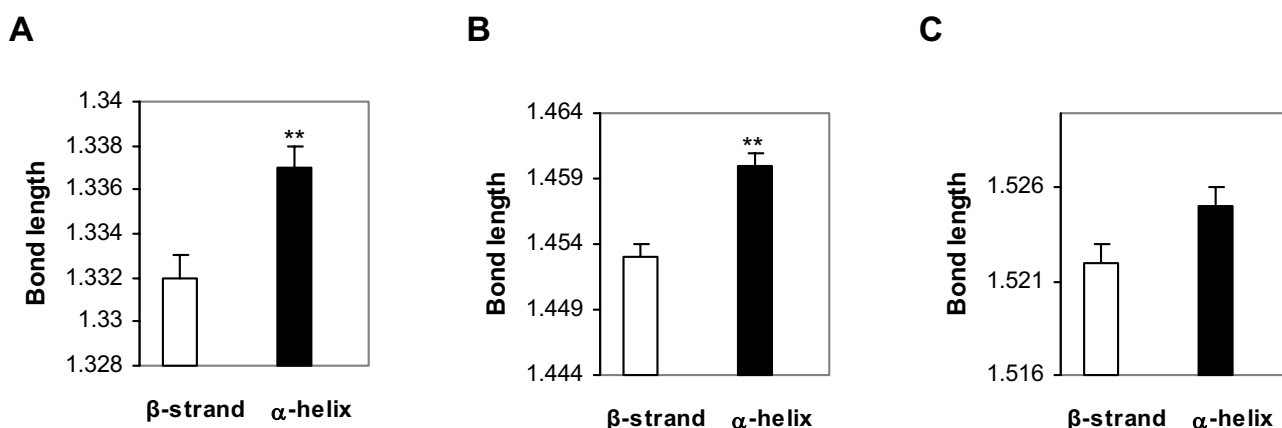 A
B
C
Bond length
1.34
1.338
1.336
1.334
1.332
1.33
1.328
**
β-strand
α-helix
Bond length
1.464
1.459
1.454
1.449
1.444
**
β-strand
α-helix
Bond length
1.526
1.521
1.516
β-strand
α-helix